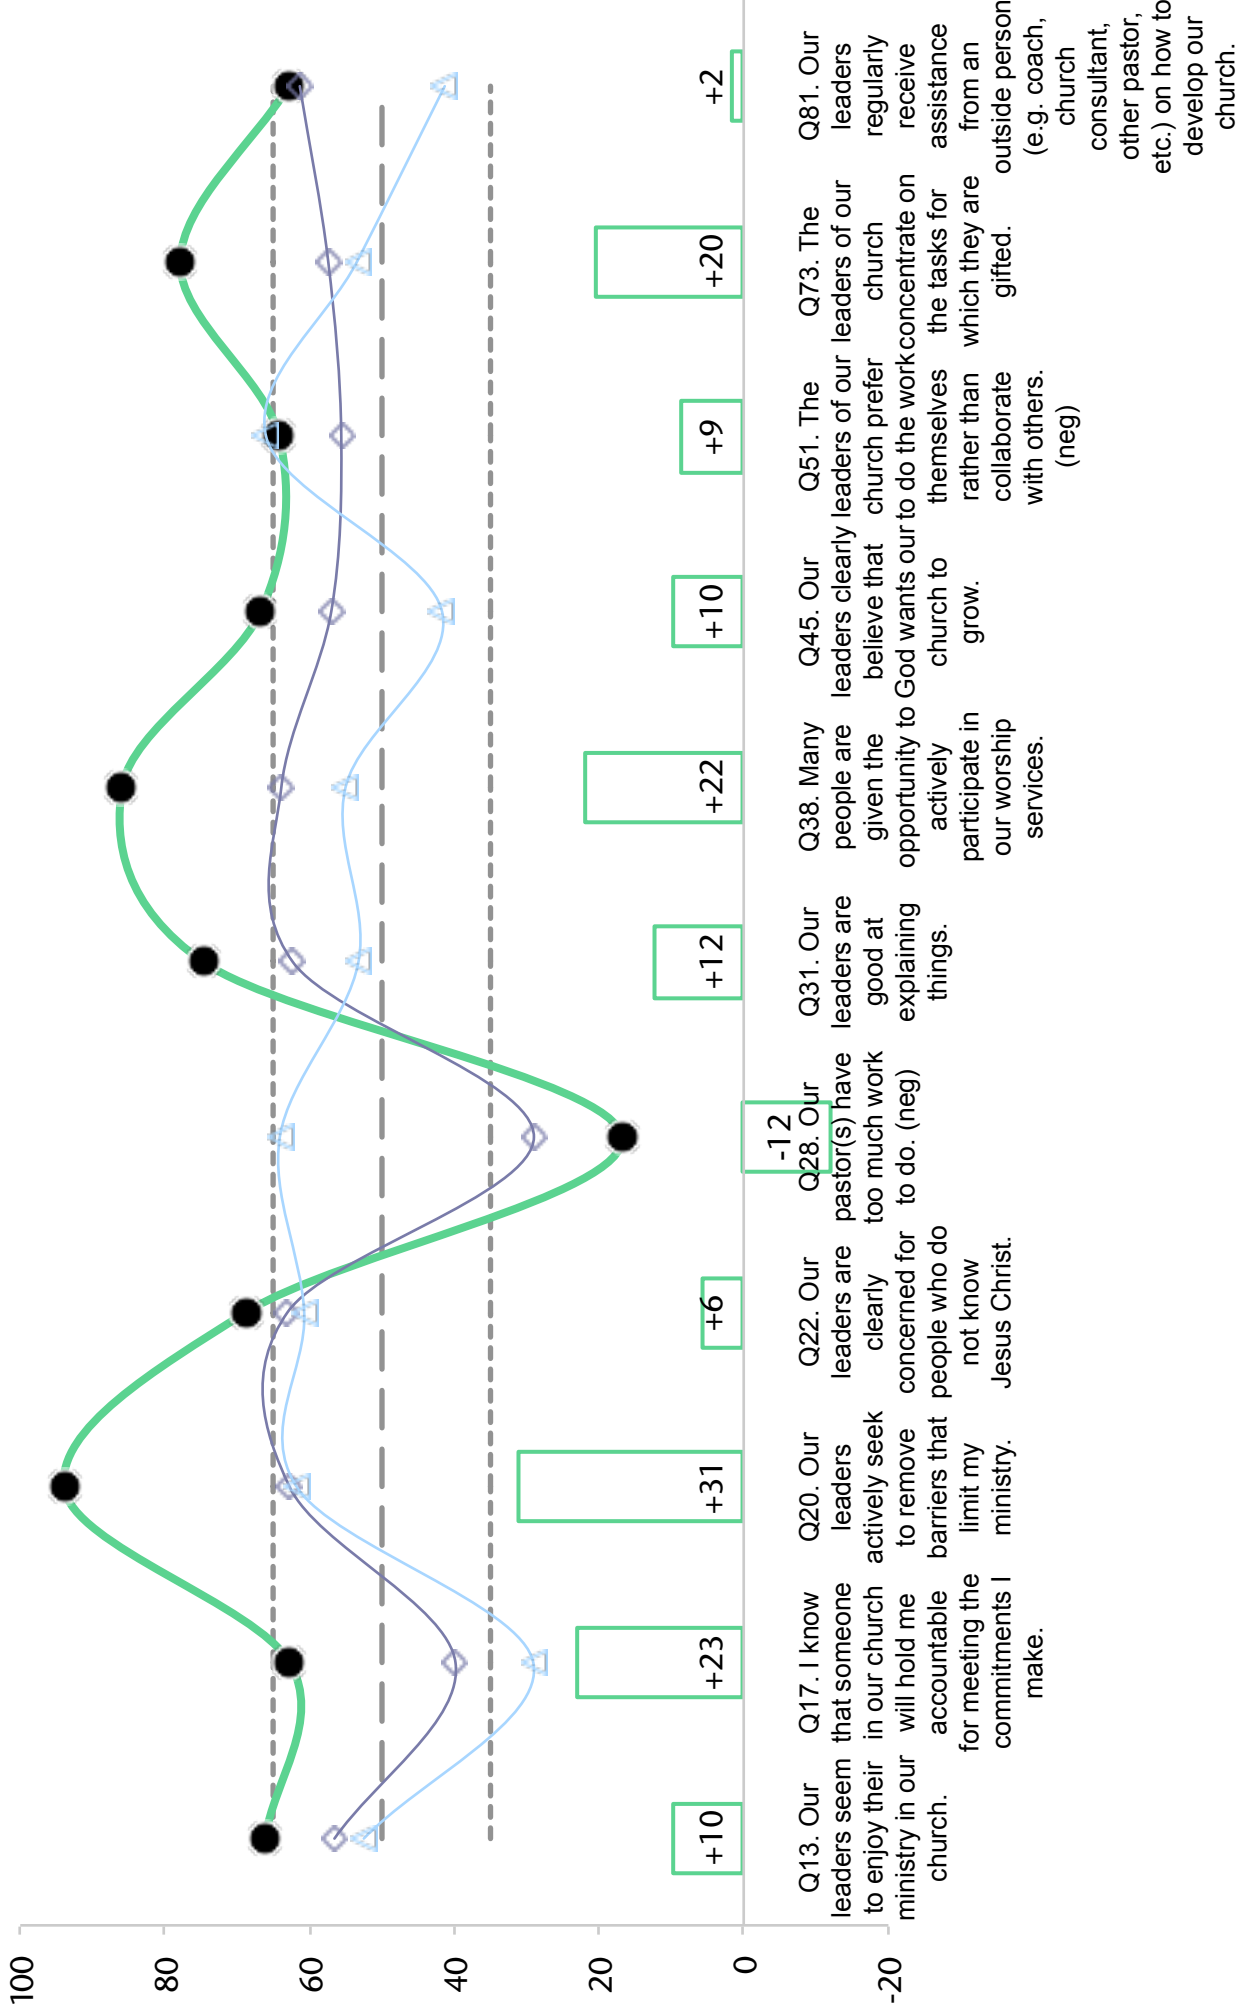 100
80
60
40
20
0
-20
+10
+23
+31
+6
-12
+12
+22
+10
+9
+20
+2
Q13. Our
leaders seem
to enjoy their
ministry in our
church.
Q17. I know
that someone
in our church
will hold me
accountable
for meeting the
commitments I
make.
Q20. Our
leaders
actively seek
to remove
barriers that
limit my
ministry.
Q22. Our
leaders are
clearly
concerned for
people who do
not know
Jesus Christ.
Q28. Our
pastor(s) have
too much work
to do. (neg)
Q31. Our
leaders are
good at
explaining
things.
Q38. Many
people are
given the
opportunity to
actively
participate in
our worship
services.
Q45. Our
leaders clearly
believe that
God wants our
church to
grow.
Q51. The
leaders of our
church prefer
to do the work
themselves
rather than
collaborate
with others.
(neg)
Q73. The
leaders of our
church
concentrate on
the tasks for
which they are
gifted.
Q81. Our
leaders
regularly
receive
assistance
from an
outside person
(e.g. coach,
church
consultant,
other pastor,
etc.) on how to
develop our
church.